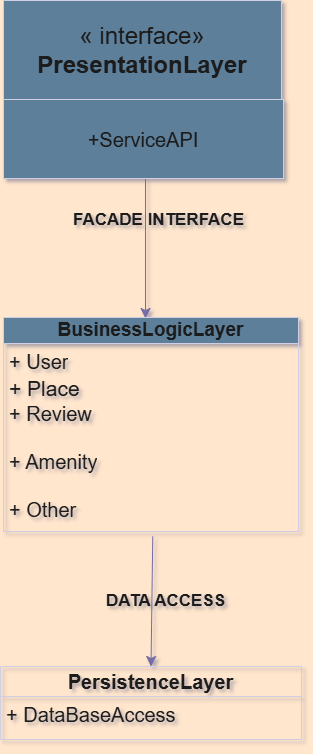 « interface»
PresentationLayer
+ServiceAPI
FACADE INTERFACE
BusinessLogicLayer
+ User
+ Place
+ Review
+ Amenity
+ Other
DATA ACCESS
PersistenceLayer
+ DataBaseAccess